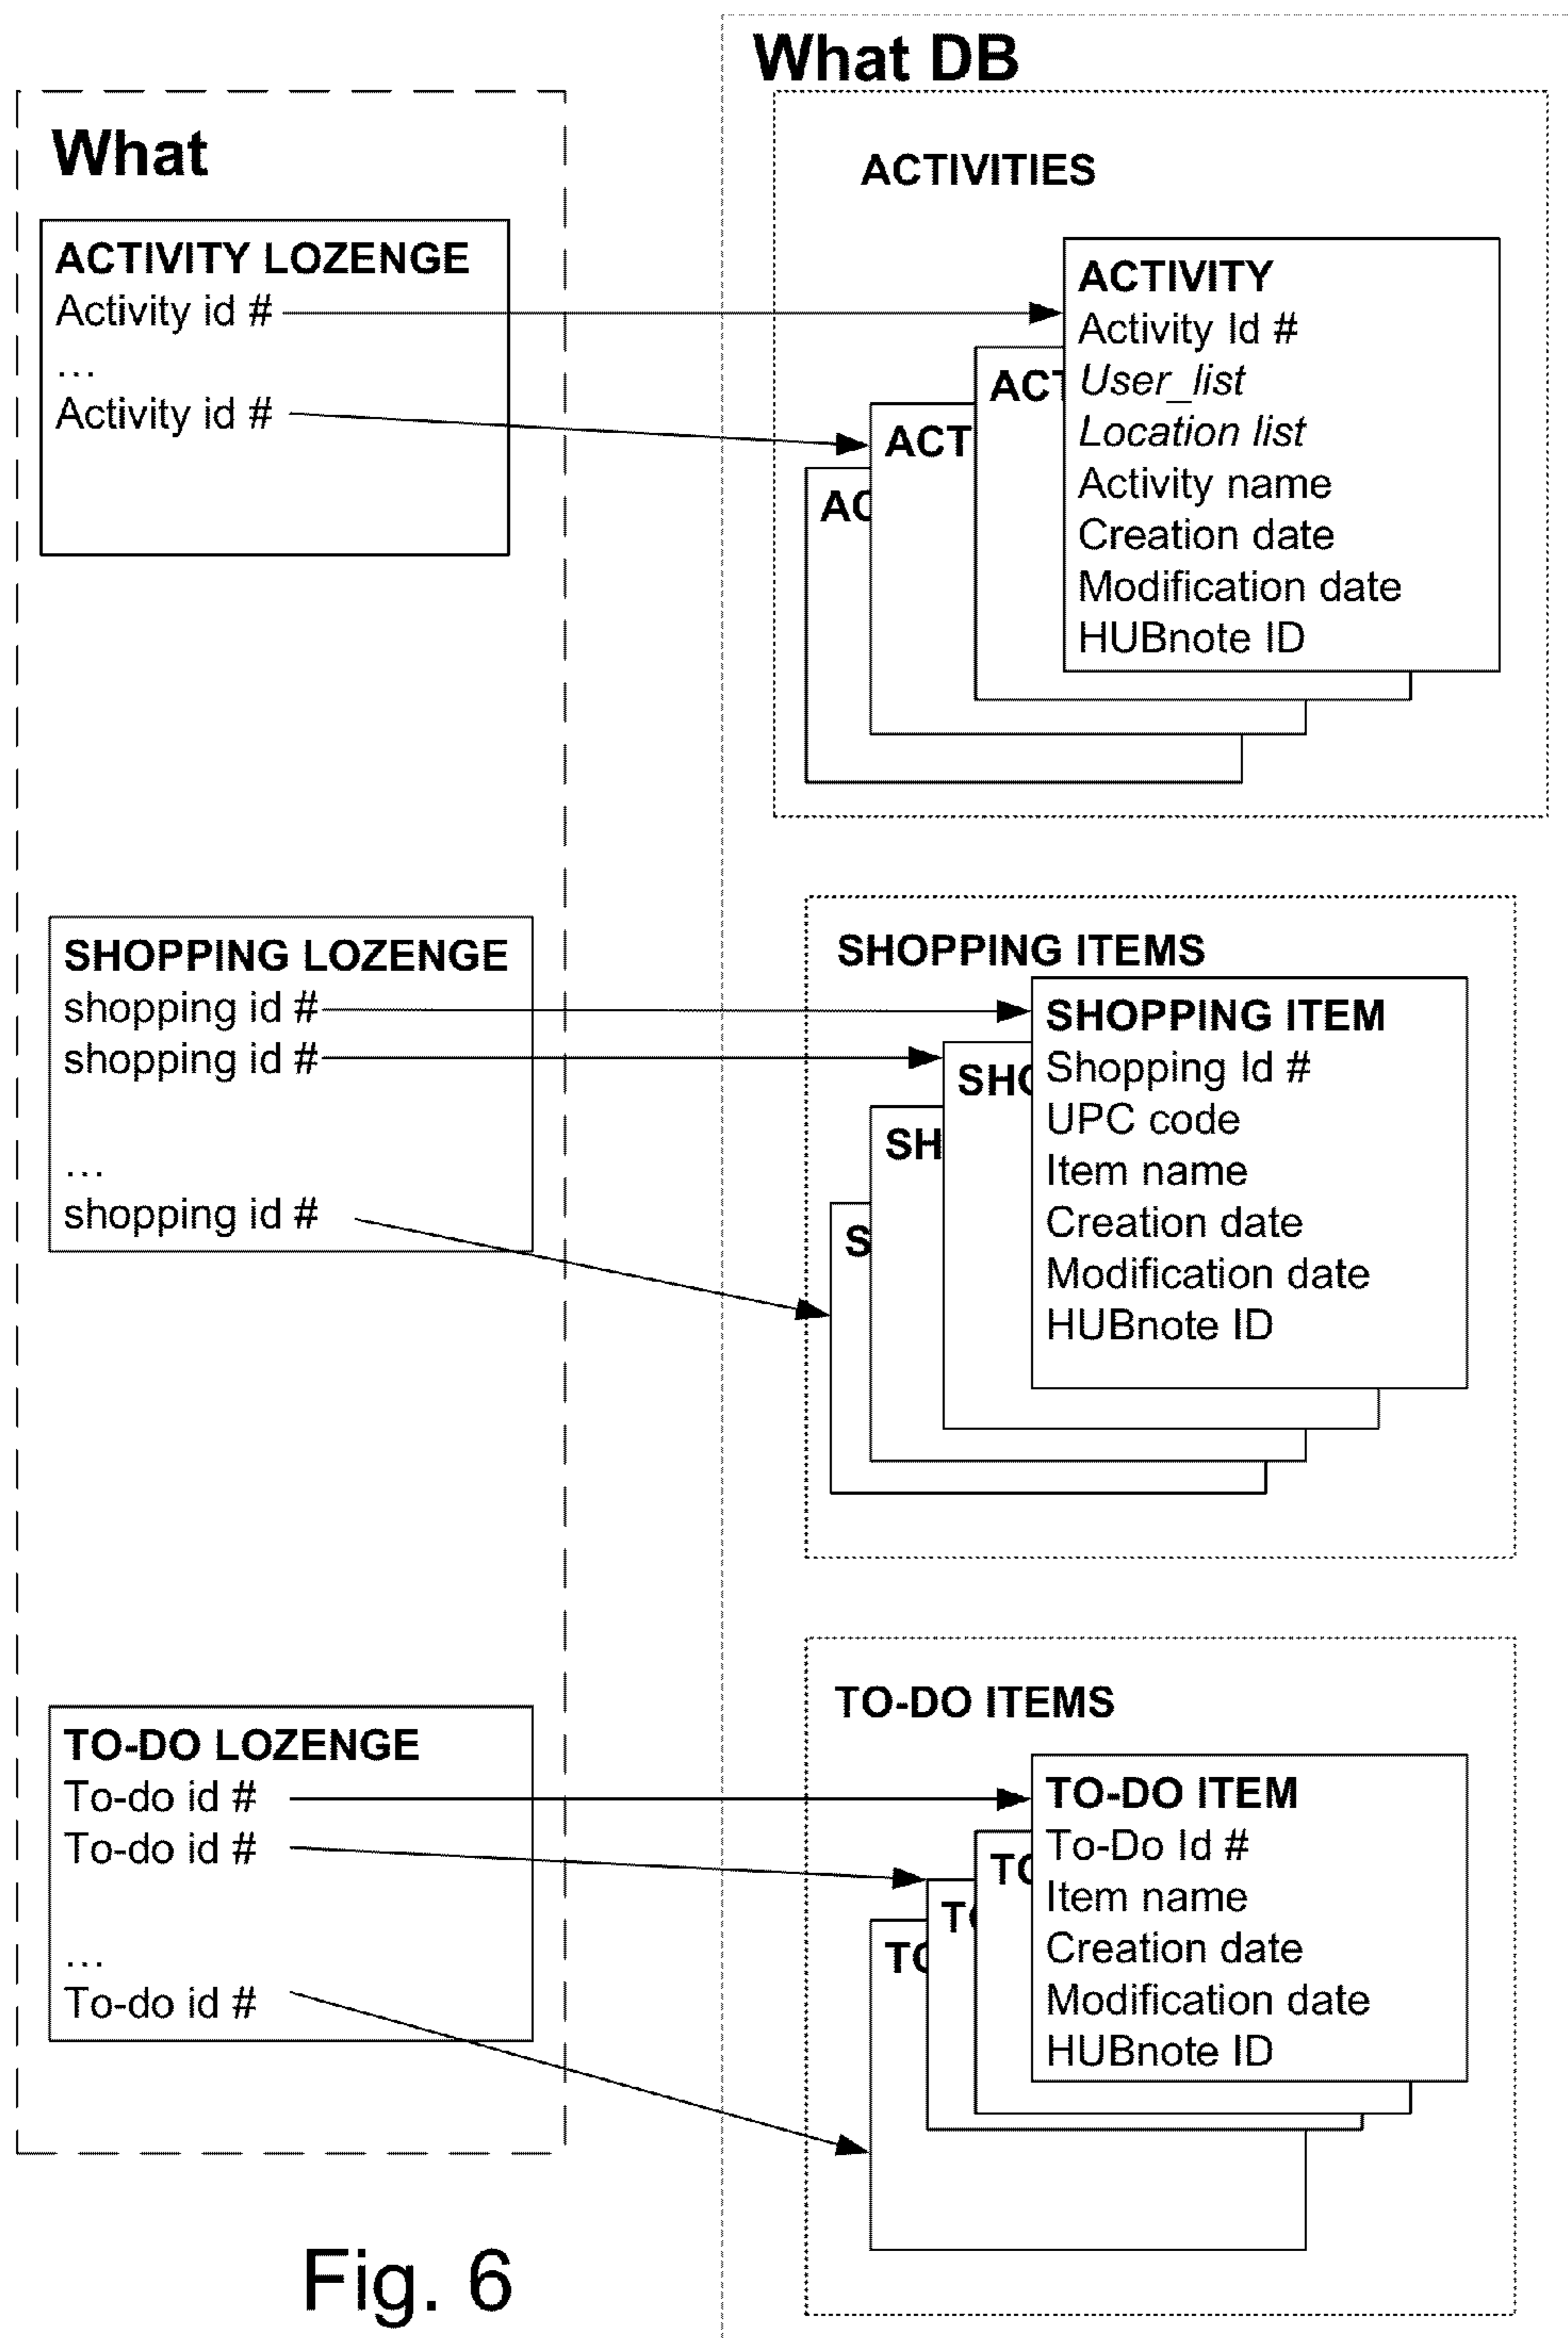 What DB
What
ACTIVITIES
ACTIVITY LOZENGE
Activity id #
...
Activity id #
ACTIVITY
Activity Id #
User_list
Location list
Activity name
Creation date
Modification date
HUBnote ID
ACT
ACT
AC
SHOPPING LOZENGE
shopping id #
shopping id #
...
shopping id #
SHOPPING ITEMS
SHOPPING ITEM
Shopping Id #
UPC code
Item name
Creation date
Modification date
HUBnote ID
SHO
SH
S
TO-DO LOZENGE
To-do id #
To-do id #
...
To-do id #
TO-DO ITEMS
TO-DO ITEM
To-Do Id #
Item name
Creation date
Modification date
HUBnote ID
TO
TO
TO
Fig. 6